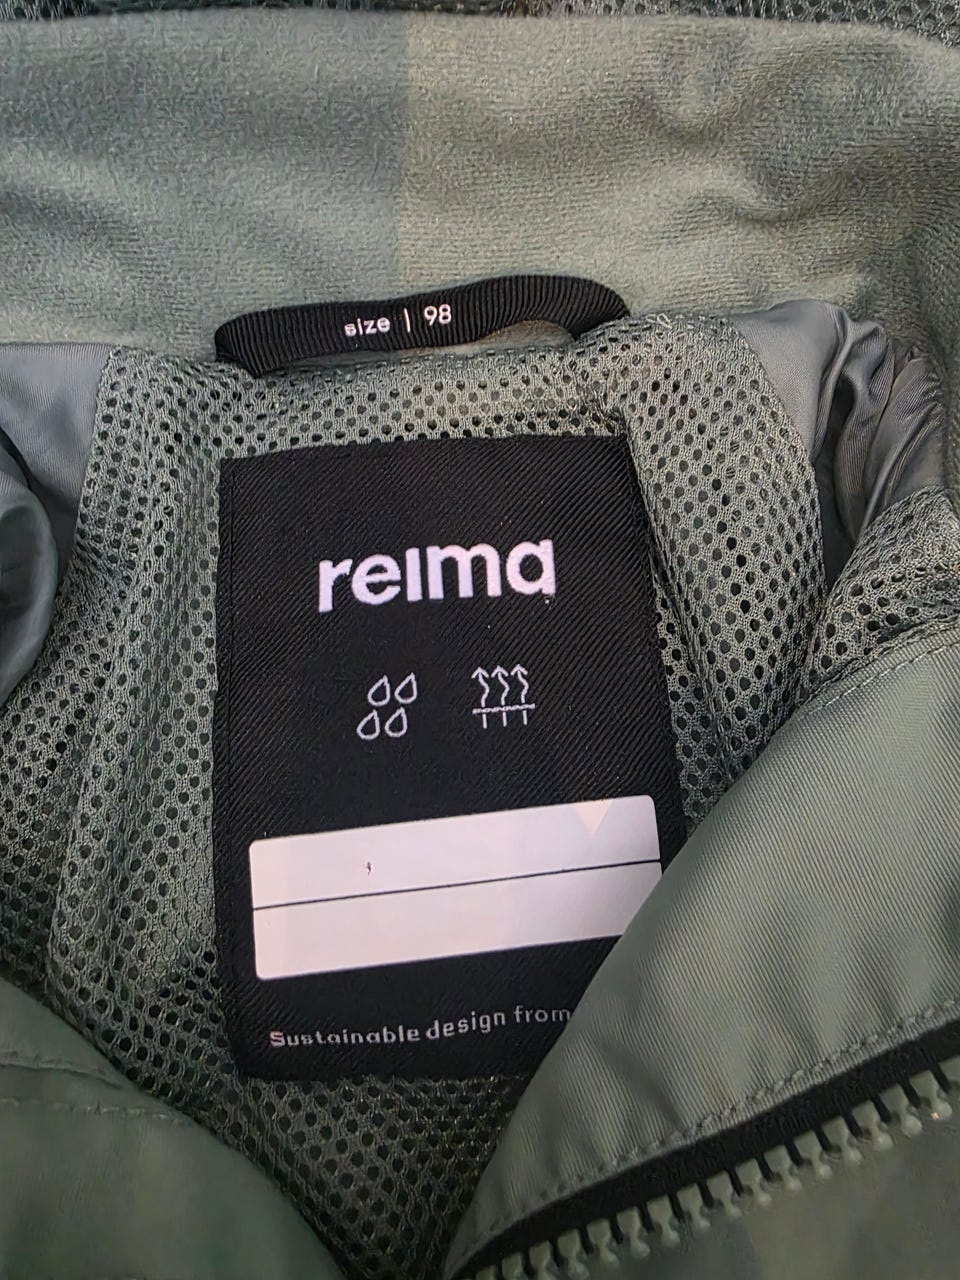 size | 98
reima
Sustainable design from